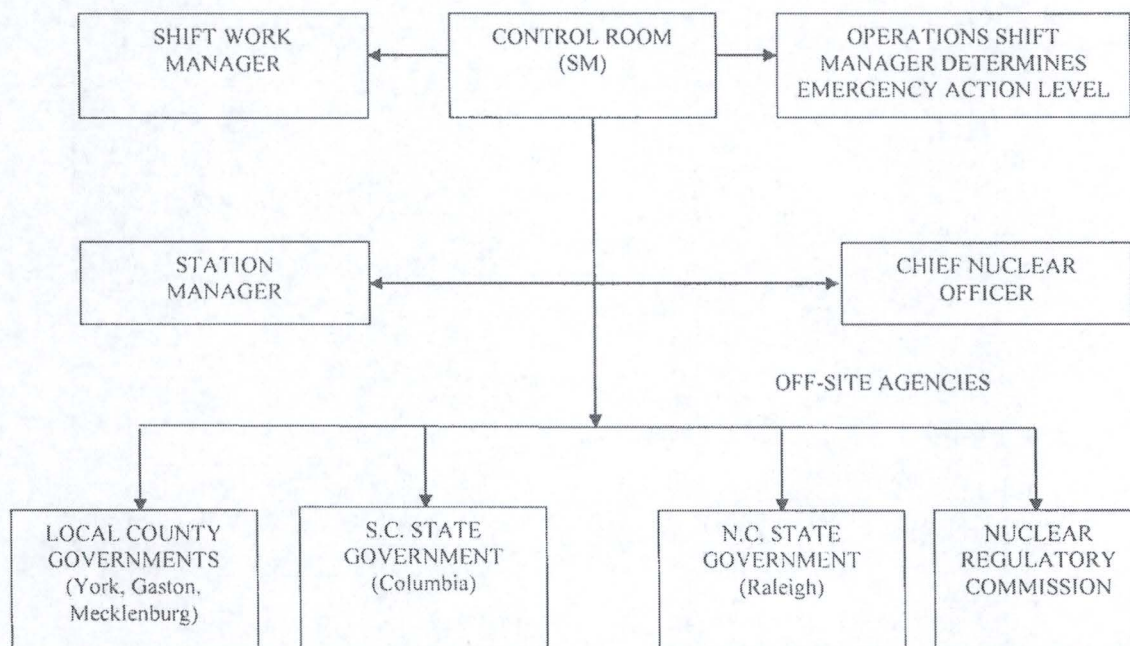 SHIFT WORK
MANAGER
CONTROL ROOM
(SM)
OPERATIONS SHIFT
MANAGER DETERMINES
EMERGENCY ACTION LEVEL
STATION
MANAGER
CHIEF NUCLEAR
OFFICER
OFF-SITE AGENCIES
LOCAL COUNTY
GOVERNMENTS
(York, Gaston,
Mecklenburg)
S.C. STATE
GOVERNMENT
(Columbia)
N.C. STATE
GOVERNMENT
(Raleigh)
NUCLEAR
REGULATORY
COMMISSION